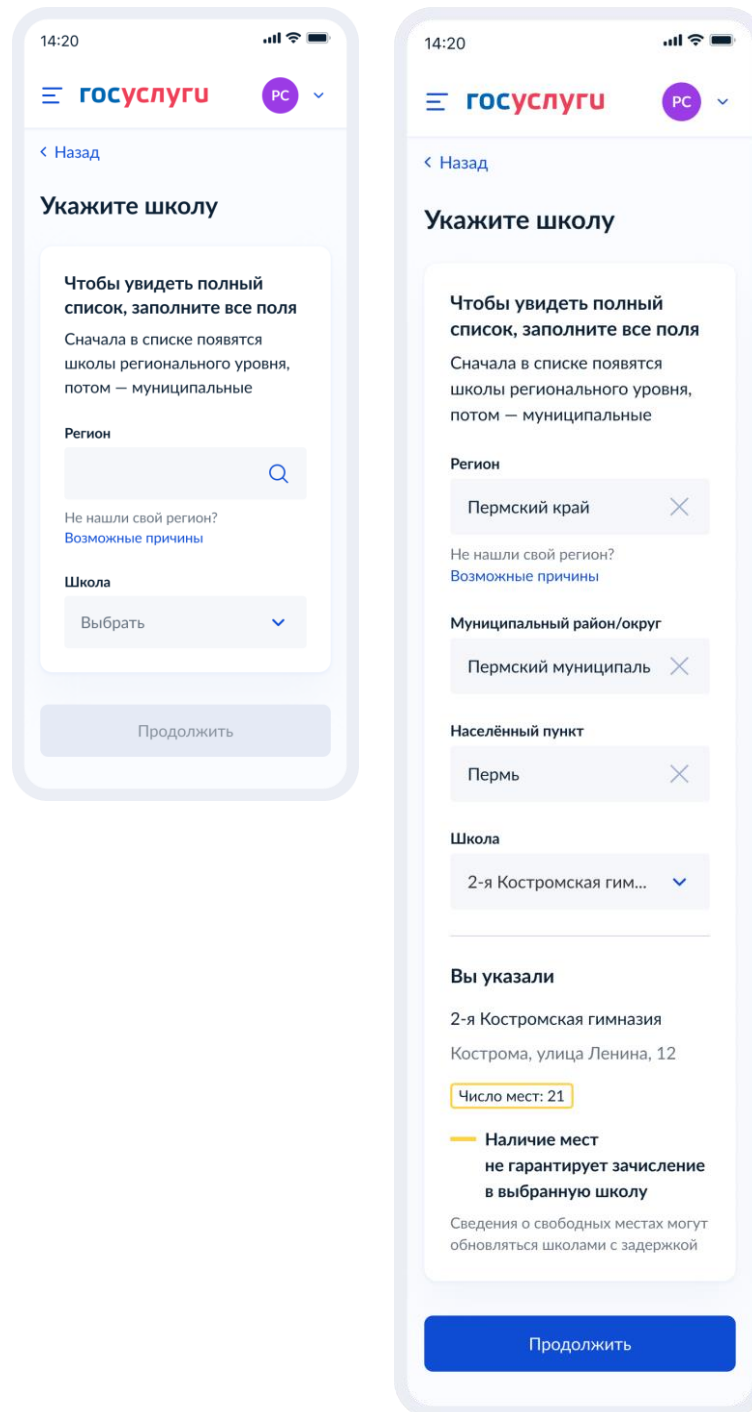 14:20
госуслуги
РС
Назад
Укажите школу
Чтобы увидеть полный
список, заполните все поля
Сначала в списке появятся
школы регионального уровня,
потом — муниципальные
Регион
Не нашли свой регион?
Возможные причины
Школа
Выбрать
Продолжить
14:20
госуслуги
РС
Назад
Укажите школу
Чтобы увидеть полный
список, заполните все поля
Сначала в списке появятся
школы регионального уровня,
потом — муниципальные
Регион
Пермский край
Не нашли свой регион?
Возможные причины
Муниципальный район/округ
Пермский муниципаль
Населённый пункт
Пермь
Школа
2-я Костромская гим...
Вы указали
2-я Костромская гимназия
Кострома, улица Ленина, 12
Число мест: 21
Наличие мест
не гарантирует зачисление
в выбранную школу
Сведения о свободных местах могут
обновляться школами с задержкой
Продолжить